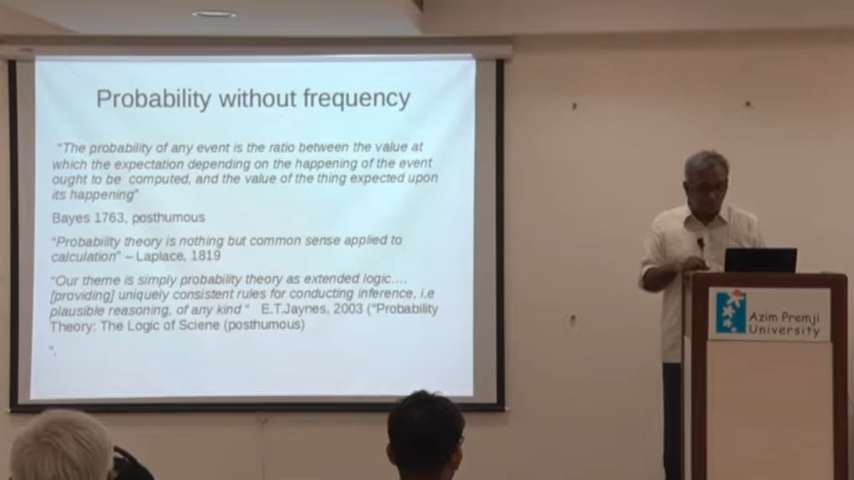 Probability without frequency
"The probability of any event is the ratio between the value at
which the expectation depending on the happening of the event
ought to be computed, and the value of the thing expected upon
its happening"
Bayes 1763, posthumous
"Probability theory is nothing but common sense applied to
calculation" – Laplace, 1819
"Our theme is simply probability theory as extended logic….
[providing] uniquely consistent rules for conducting inference, i.e
plausible reasoning, of any kind " E.T.Jaynes, 2003 ("Probability
Theory: The Logic of Sciene (posthumous)
".
Azim Premji
University